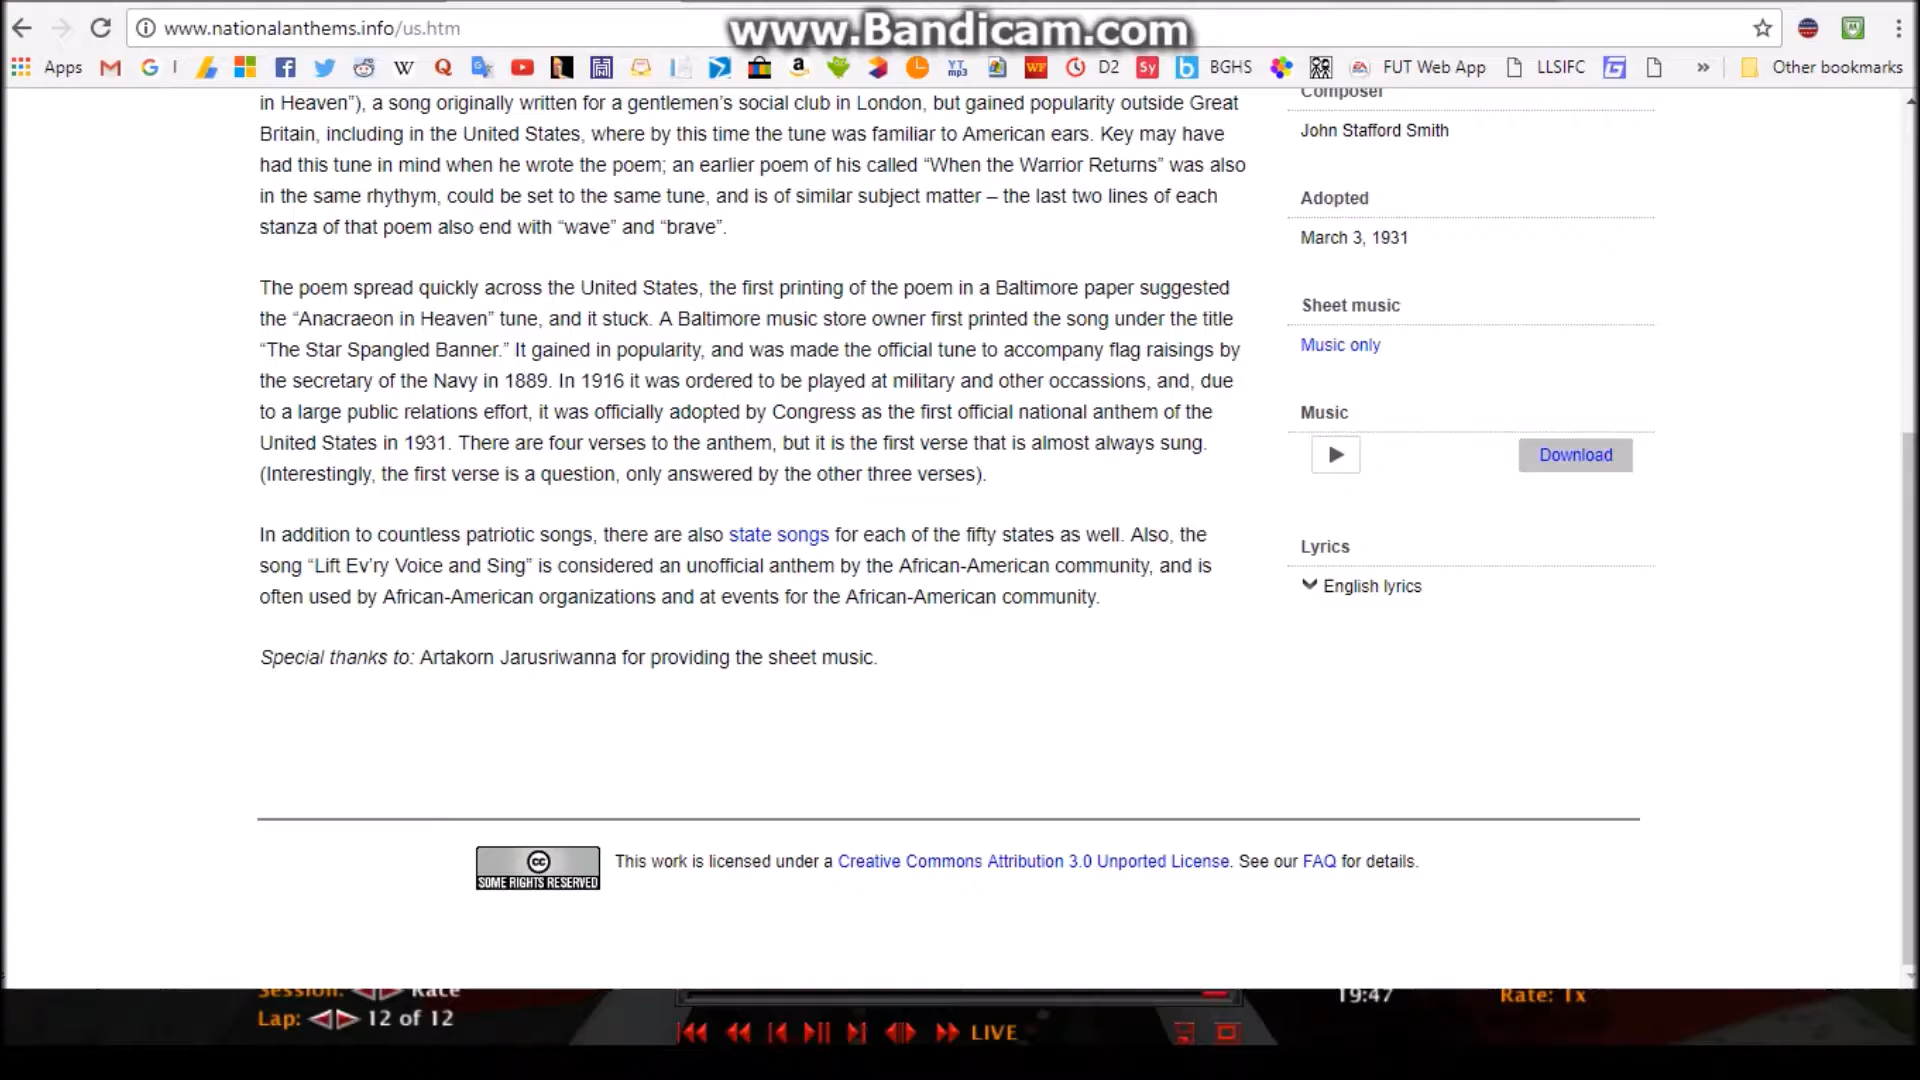 www.nationalanthems.info/us.htm
www.Bandicam.com
Apps
D2
BGHS
FUT Web App
LLSIFC
»
Other bookmarks
in Heaven”), a song originally written for a gentlemen’s social club in London, but gained popularity outside Great
Britain, including in the United States, where by this time the tune was familiar to American ears. Key may have
had this tune in mind when he wrote the poem; an earlier poem of his called “When the Warrior Returns” was also
in the same rhythym, could be set to the same tune, and is of similar subject matter – the last two lines of each
stanza of that poem also end with “wave” and “brave”.
The poem spread quickly across the United States, the first printing of the poem in a Baltimore paper suggested
the “Anacraeon in Heaven” tune, and it stuck. A Baltimore music store owner first printed the song under the title
“The Star Spangled Banner.” It gained in popularity, and was made the official tune to accompany flag raisings by
the secretary of the Navy in 1889. In 1916 it was ordered to be played at military and other occassions, and, due
to a large public relations effort, it was officially adopted by Congress as the first official national anthem of the
United States in 1931. There are four verses to the anthem, but it is the first verse that is almost always sung.
(Interestingly, the first verse is a question, only answered by the other three verses).
In addition to countless patriotic songs, there are also state songs for each of the fifty states as well. Also, the
song “Lift Ev’ry Voice and Sing” is considered an unofficial anthem by the African-American community, and is
often used by African-American organizations and at events for the African-American community.
Special thanks to: Artakorn Jarusriwanna for providing the sheet music.
Composer
John Stafford Smith
Adopted
March 3, 1931
Sheet music
Music only
Music
Download
Lyrics
English lyrics
SOME RIGHTS RESERVED
This work is licensed under a Creative Commons Attribution 3.0 Unported License. See our FAQ for details.
Session: Race
Lap: 12 of 12
LIVE
19:47
Rate: 1x